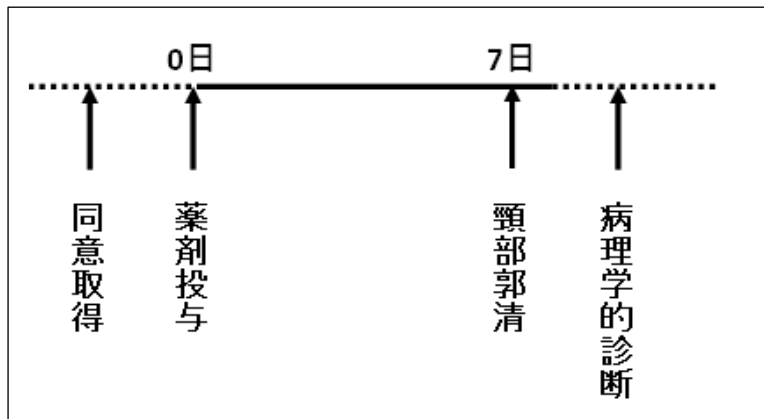 0日
7日
同意取得
薬剤投与
頸部郭清
病理学的診断